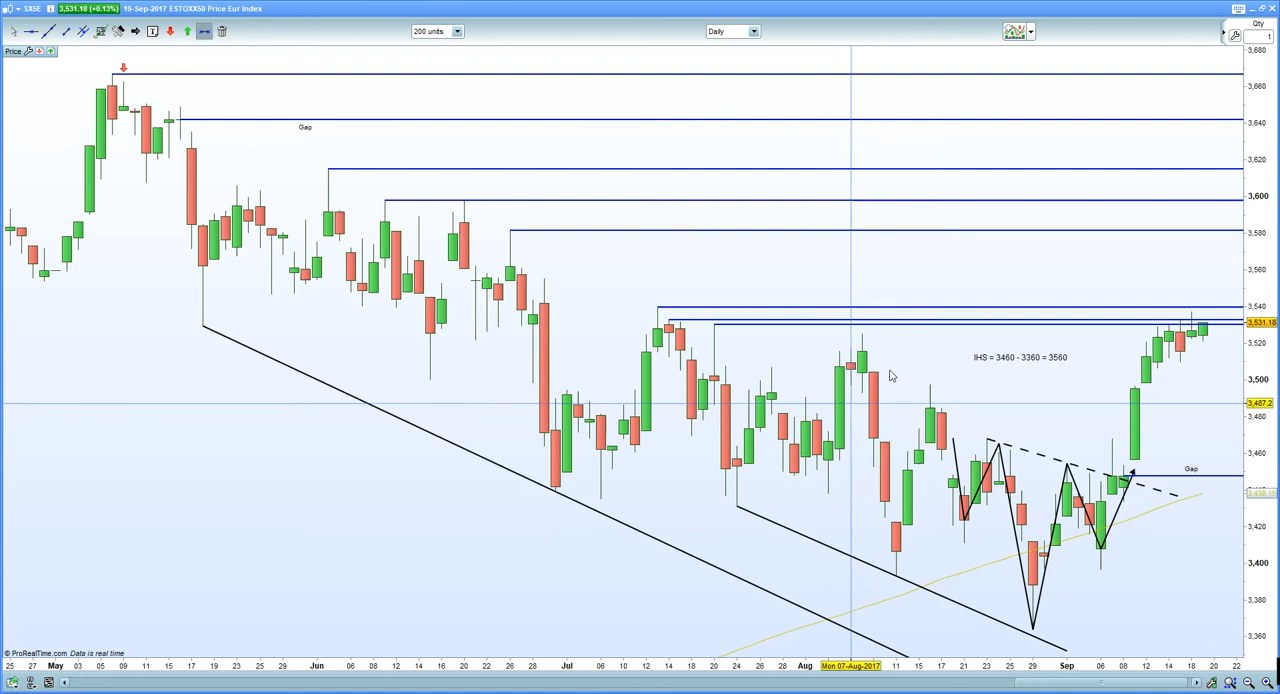 SX5E 3,531.18 (+0.13%) 19-Sep-2017 ESTOXX50 Price Eur Index
200 units Daily Qty
1
Price
3,680
3,660
3,640
3,620
3,600
3,580
3,560
3,540
3,531.18
3,520
3,500
3,487.2
3,480
3,460
3,420
3,400
3,380
3,360
Gap
IHS = 3460 - 3360 = 3560
Gap
© ProRealTime.com Data is real time
25 27 May 03 05 09 11 15 17 19 23 25 29 Jun 06 08 12 14 16 20 22 26 28 Jul 06 10 12 14 18 20 24 26 28 Aug Mon 07-Aug-2017 11 15 17 21 23 25 29 Sep 06 08 12 14 18 20 22